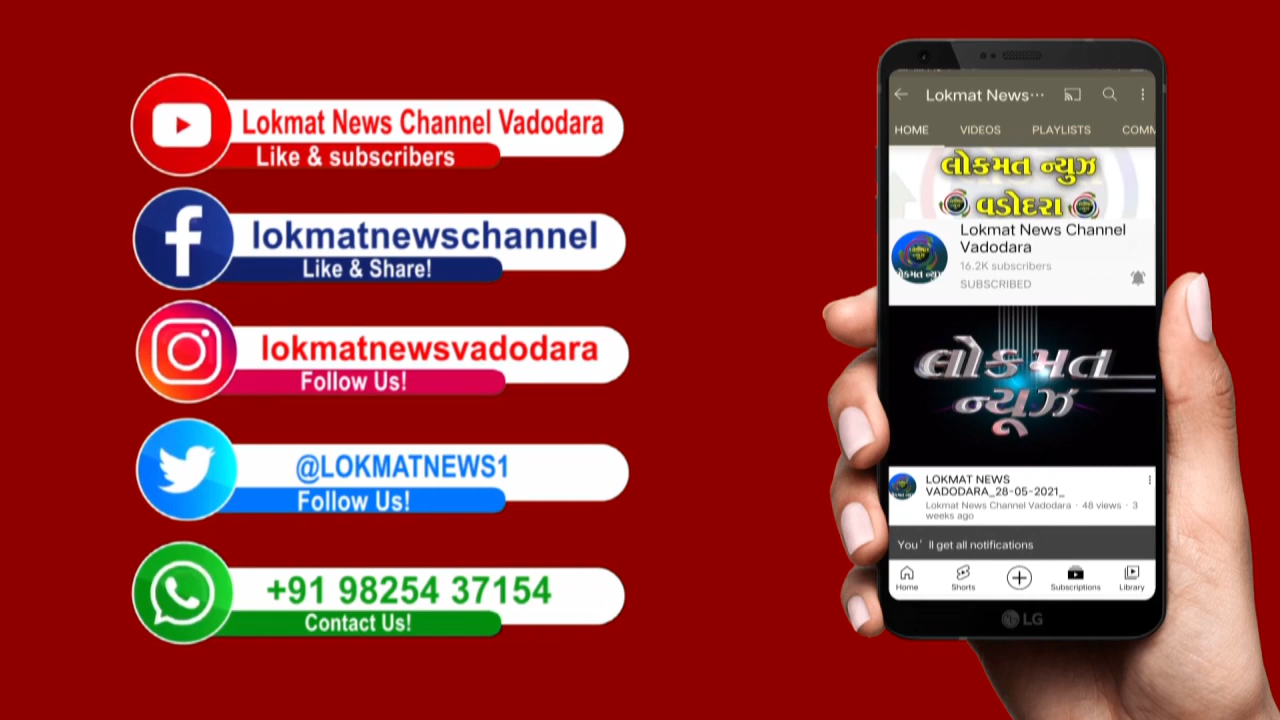 Lokmat News Channel Vadodara
Like & subscribers
lokmatnewschannel
Like & Share!
lokmatnewsvadodara
Follow Us!
@LOKMATNEWS1
Follow Us!
+91 98254 37154
Contact Us!
Lokmat News...
HOME VIDEOS PLAYLISTS COMM
લોકમત ન્યુઝ
વડોદરા
Lokmat News Channel
Vadodara
16.2K subscribers
SUBSCRIBED
લોકમત
ન્યૂઝ
LOKMAT NEWS
VADODARA_28-05-2021_
Lokmat News Channel Vadodara · 48 views · 3
weeks ago
You' ll get all notifications
Home Shorts Subscriptions Library
LG